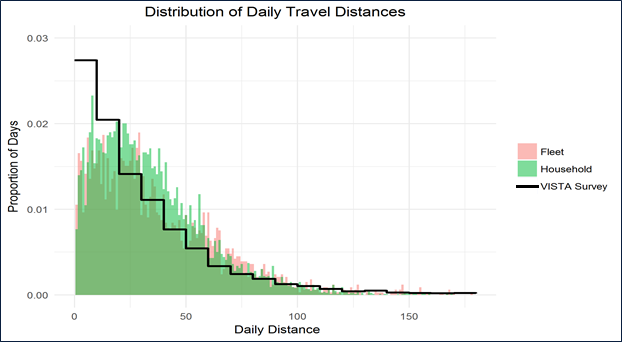 Distribution of Daily Travel Distances
Proportion of Days
0.03
0.02
0.01
0.00
0
50
100
150
Daily Distance
Fleet
Household
VISTA Survey